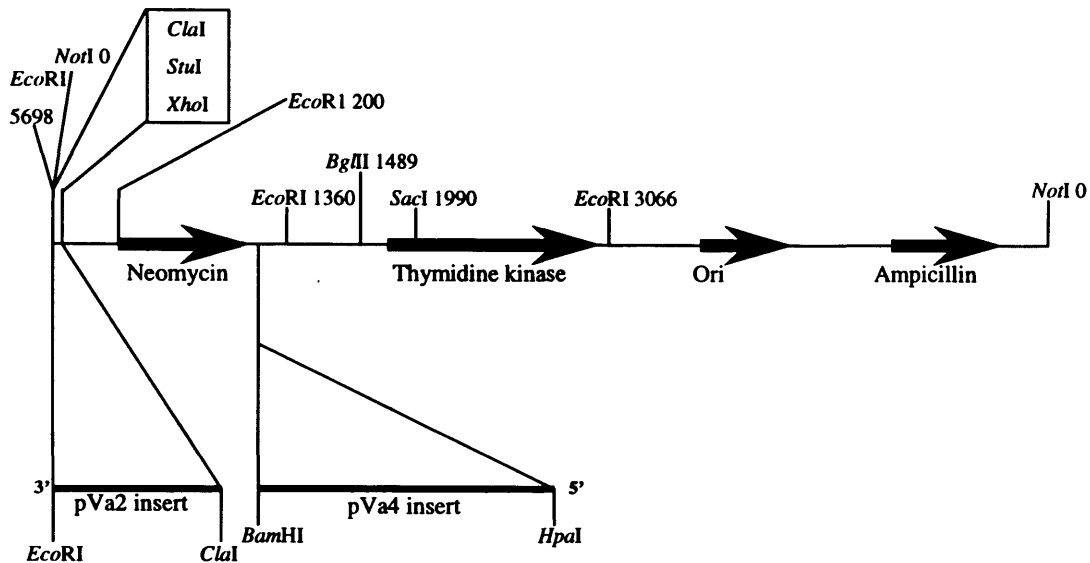 ClaI
StuI
XhoI
NotI 0
EcoRI
5698
EcoR1 200
BglII 1489
EcoRI 1360
SacI 1990
EcoRI 3066
NotI 0
Neomycin
Thymidine kinase
Ori
Ampicillin
3'
pVa2 insert
pVa4 insert
5'
EcoRI
ClaI
BamHI
HpaI